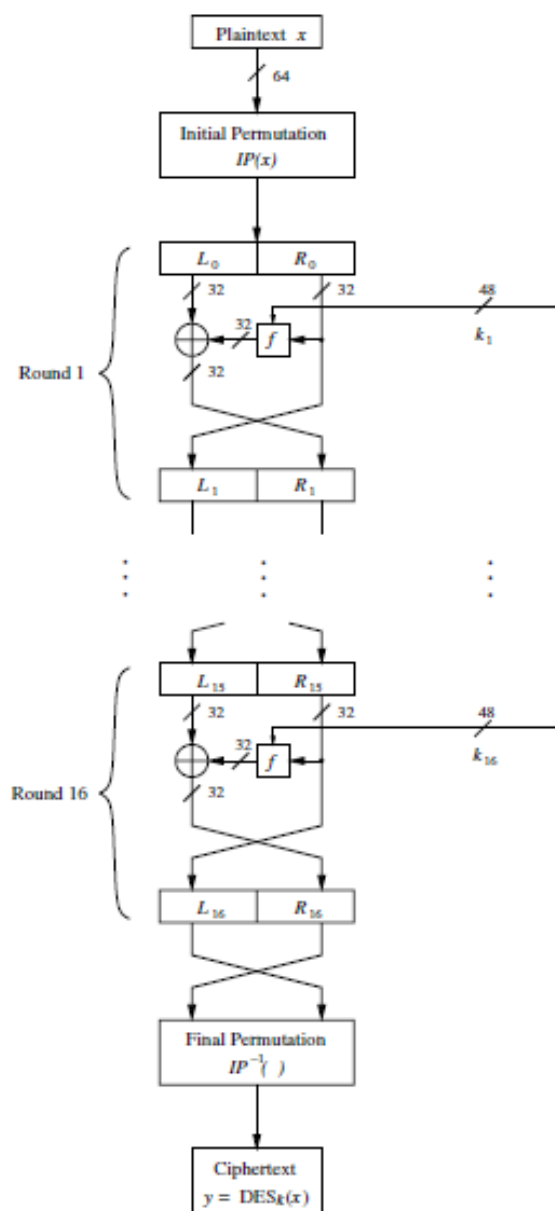 Plaintext x
64
Initial Permutation
IP(x)
L0 R0
32 32 48
32
f
k1
Round 1
32
L1 R1
L15 R15
32 32 48
32
f
k16
Round 16
32
L16 R16
Final Permutation
IP⁻¹( )
Ciphertext
y = DESk(x)